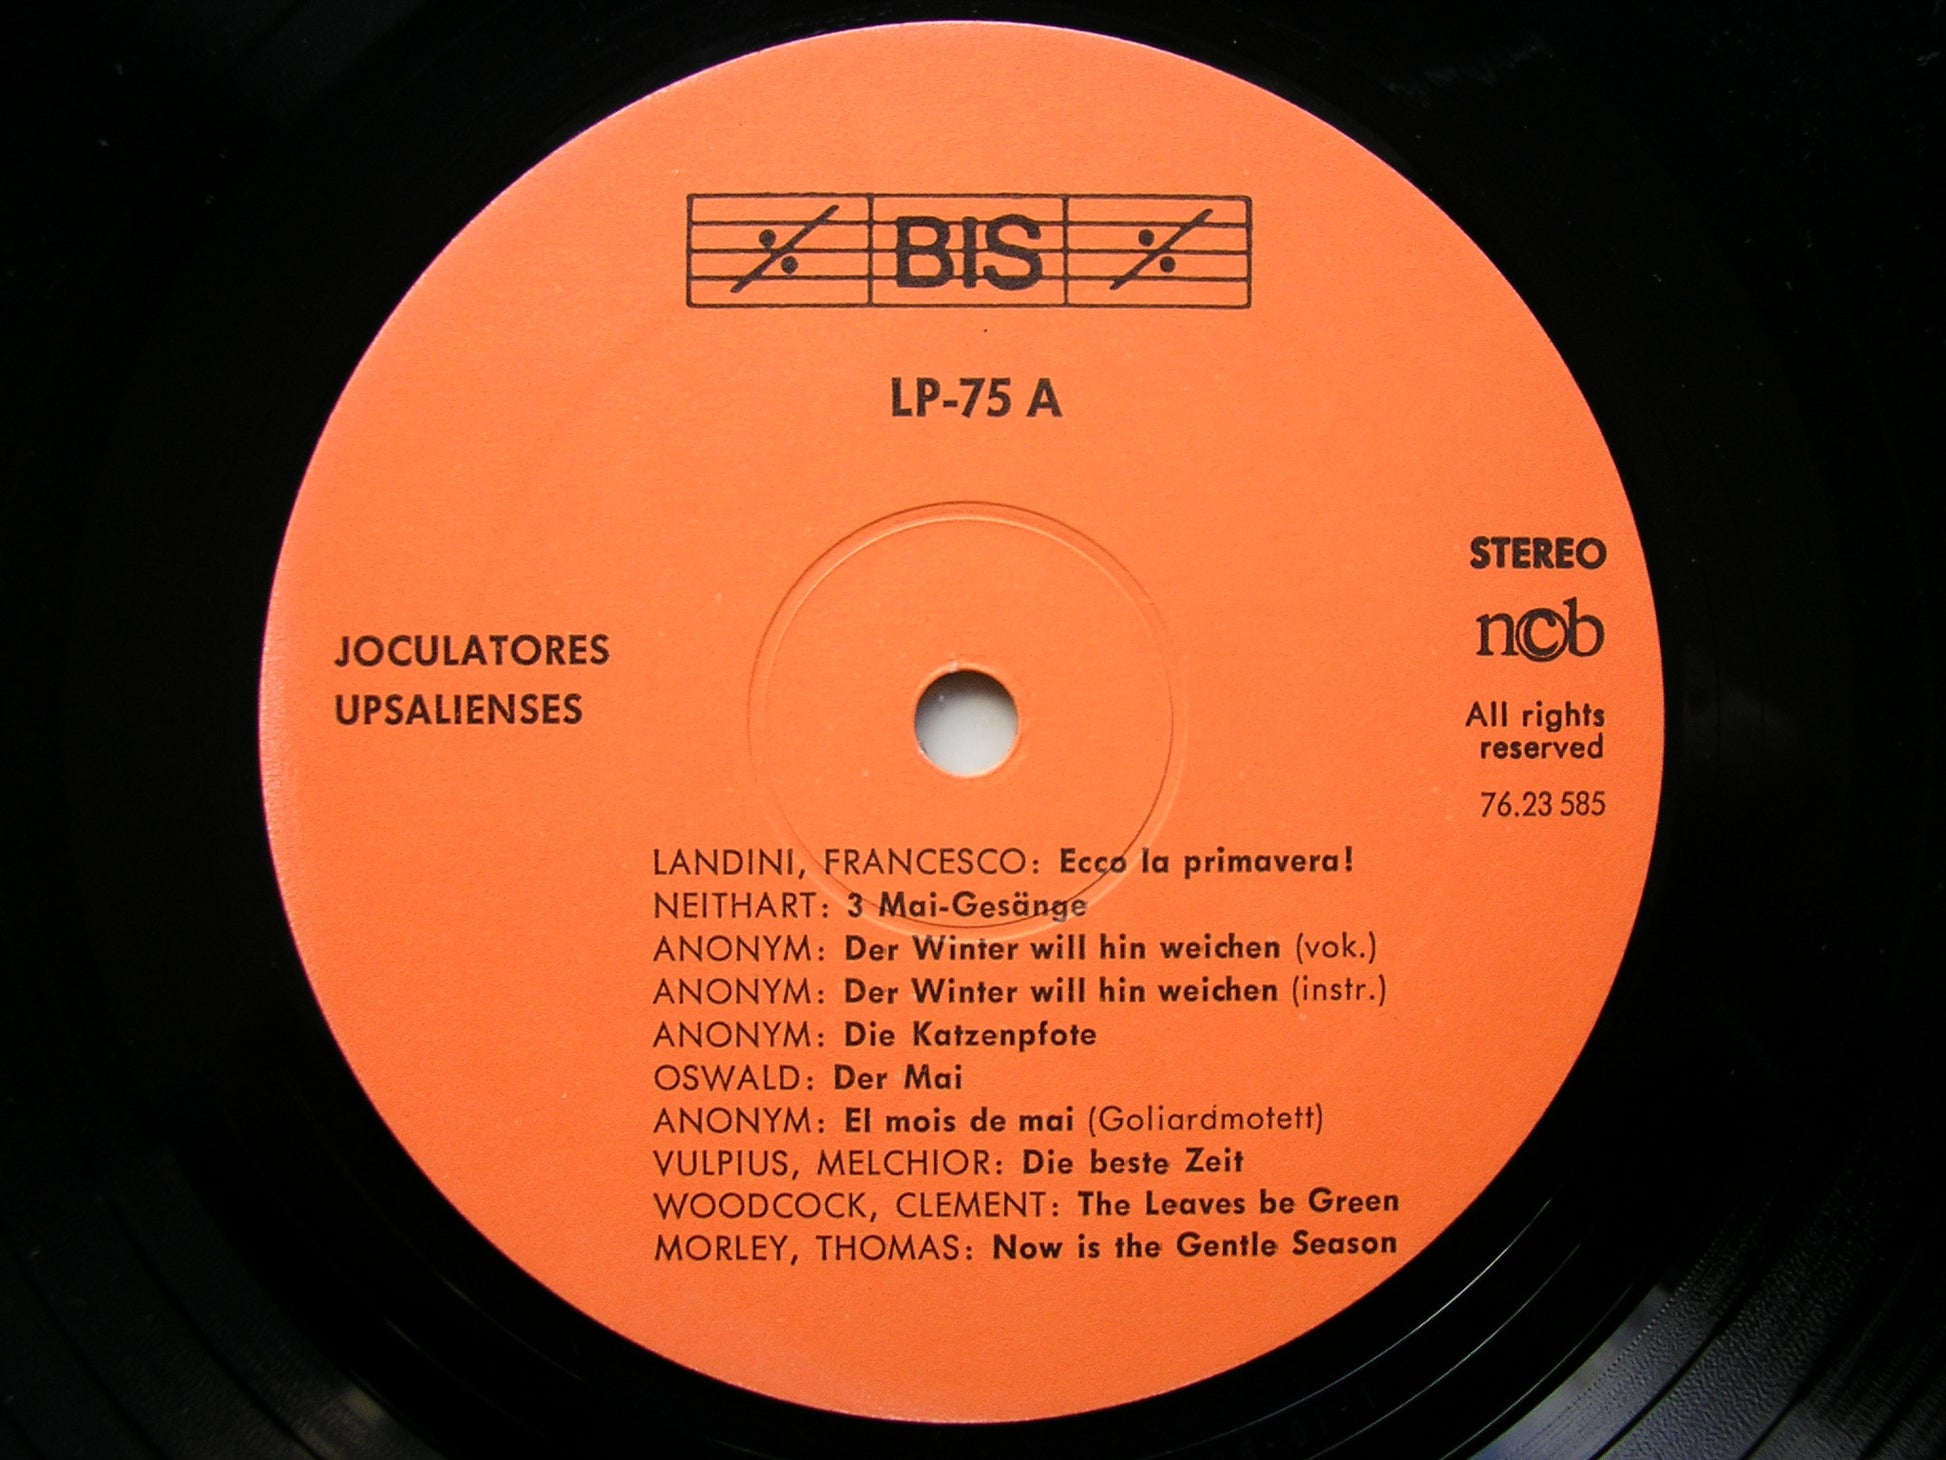 BIS
LP-75 A
STEREO
ncb
All rights
reserved
76.23 585
JOCULATORES
UPSALIENSES
LANDINI, FRANCESCO: Ecco la primavera!
NEITHART: 3 Mai-Gesänge
ANONYM: Der Winter will hin weichen (vok.)
ANONYM: Der Winter will hin weichen (instr.)
ANONYM: Die Katzenpfote
OSWALD: Der Mai
ANONYM: El mois de mai (Goliardmotett)
VULPIUS, MELCHIOR: Die beste Zeit
WOODCOCK, CLEMENT: The Leaves be Green
MORLEY, THOMAS: Now is the Gentle Season